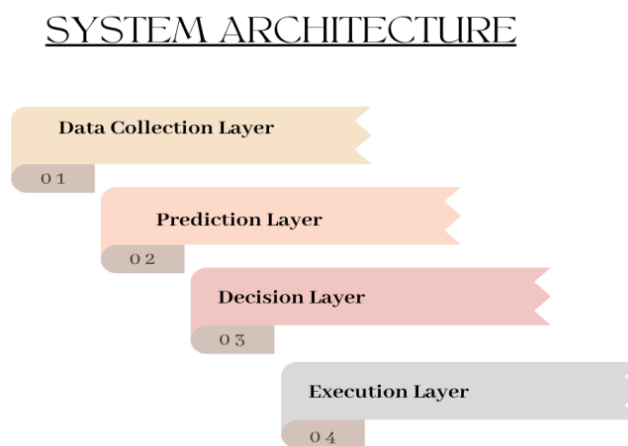 SYSTEM ARCHITECTURE
Data Collection Layer
01
Prediction Layer
02
Decision Layer
03
Execution Layer
04